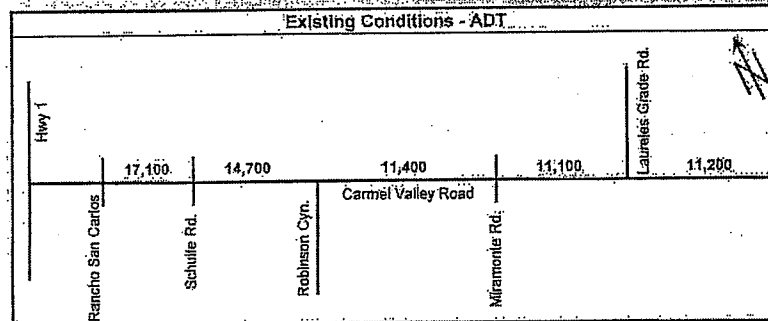 Existing Conditions - ADT
Hwy 1
Laureles Grade Rd.
N
17,100
14,700
11,400
11,100
11,200
Carmel Valley Road
Rancho San Carlos
Schulte Rd.
Robinson Cyn.
Miramonte Rd.